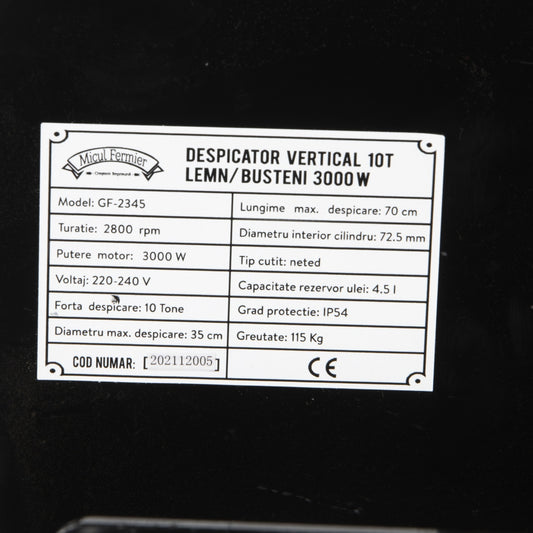 Micul Fermier
DESPICATOR VERTICAL 10T
LEMN/BUSTENI 3000W
Model: GF-2345
Turatie: 2800 rpm
Putere motor: 3000 W
Voltaj: 220-240 V
Forta despicare: 10 Tone
Diametru max. despicare: 35 cm
COD NUMAR: [202112005]
Lungime max. despicare: 70 cm
Diametru interior cilindru: 72.5 mm
Tip cutit: neted
Capacitate rezervor ulei: 4.5 l
Grad protectie: IP54
Greutate: 115 Kg
CE